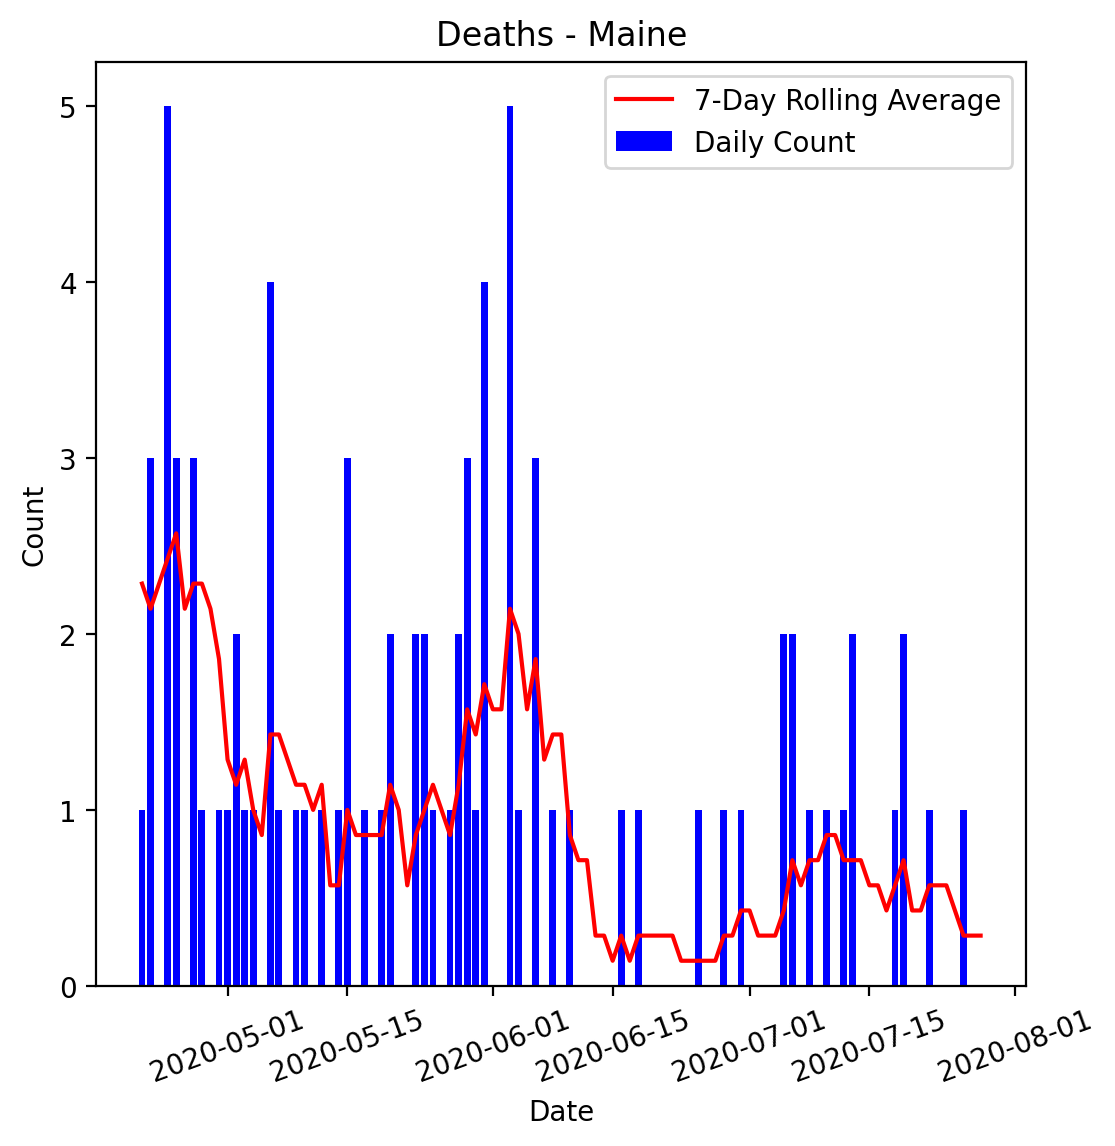 Deaths - Maine
7-Day Rolling Average
Daily Count
5
4
3
2
1
0
Count
2020-05-01
2020-05-15
2020-06-01
2020-06-15
2020-07-01
2020-07-15
2020-08-01
Date